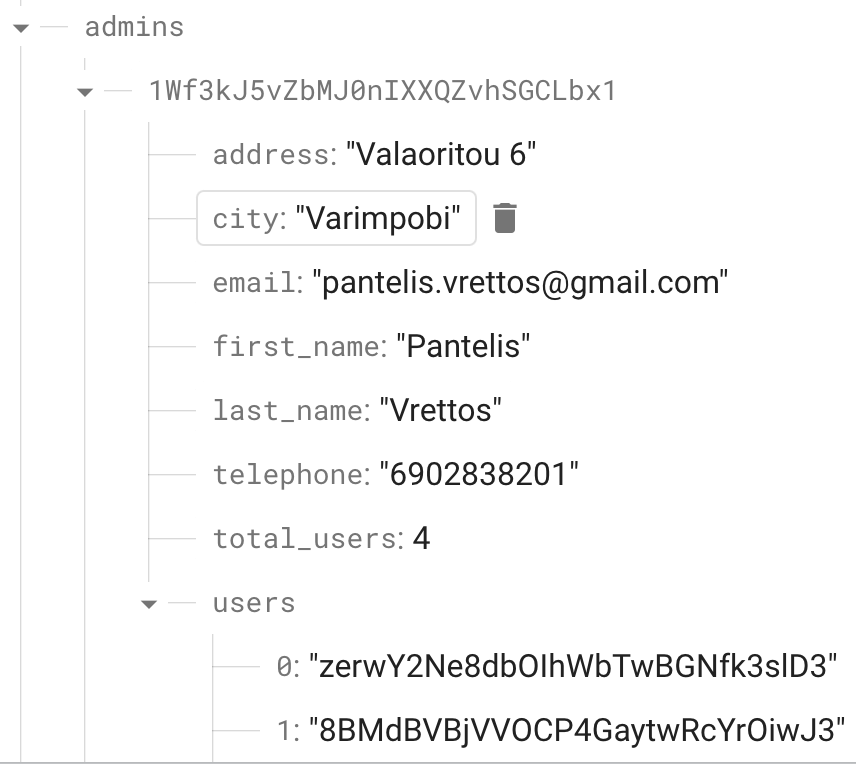 admins
1Wf3kJ5vZbMJ0nIXXQZvhSGCLbx1
address: "Valaoritou 6"
city: "Varimpobi"
email: "pantelis.vrettos@gmail.com"
first_name: "Pantelis"
last_name: "Vrettos"
telephone: "6902838201"
total_users: 4
users
0: "zerwY2Ne8dbOIhWbTwBGNfk3slD3"
1: "8BMdBVBjVVOCP4GaytwRcYrOiwJ3"